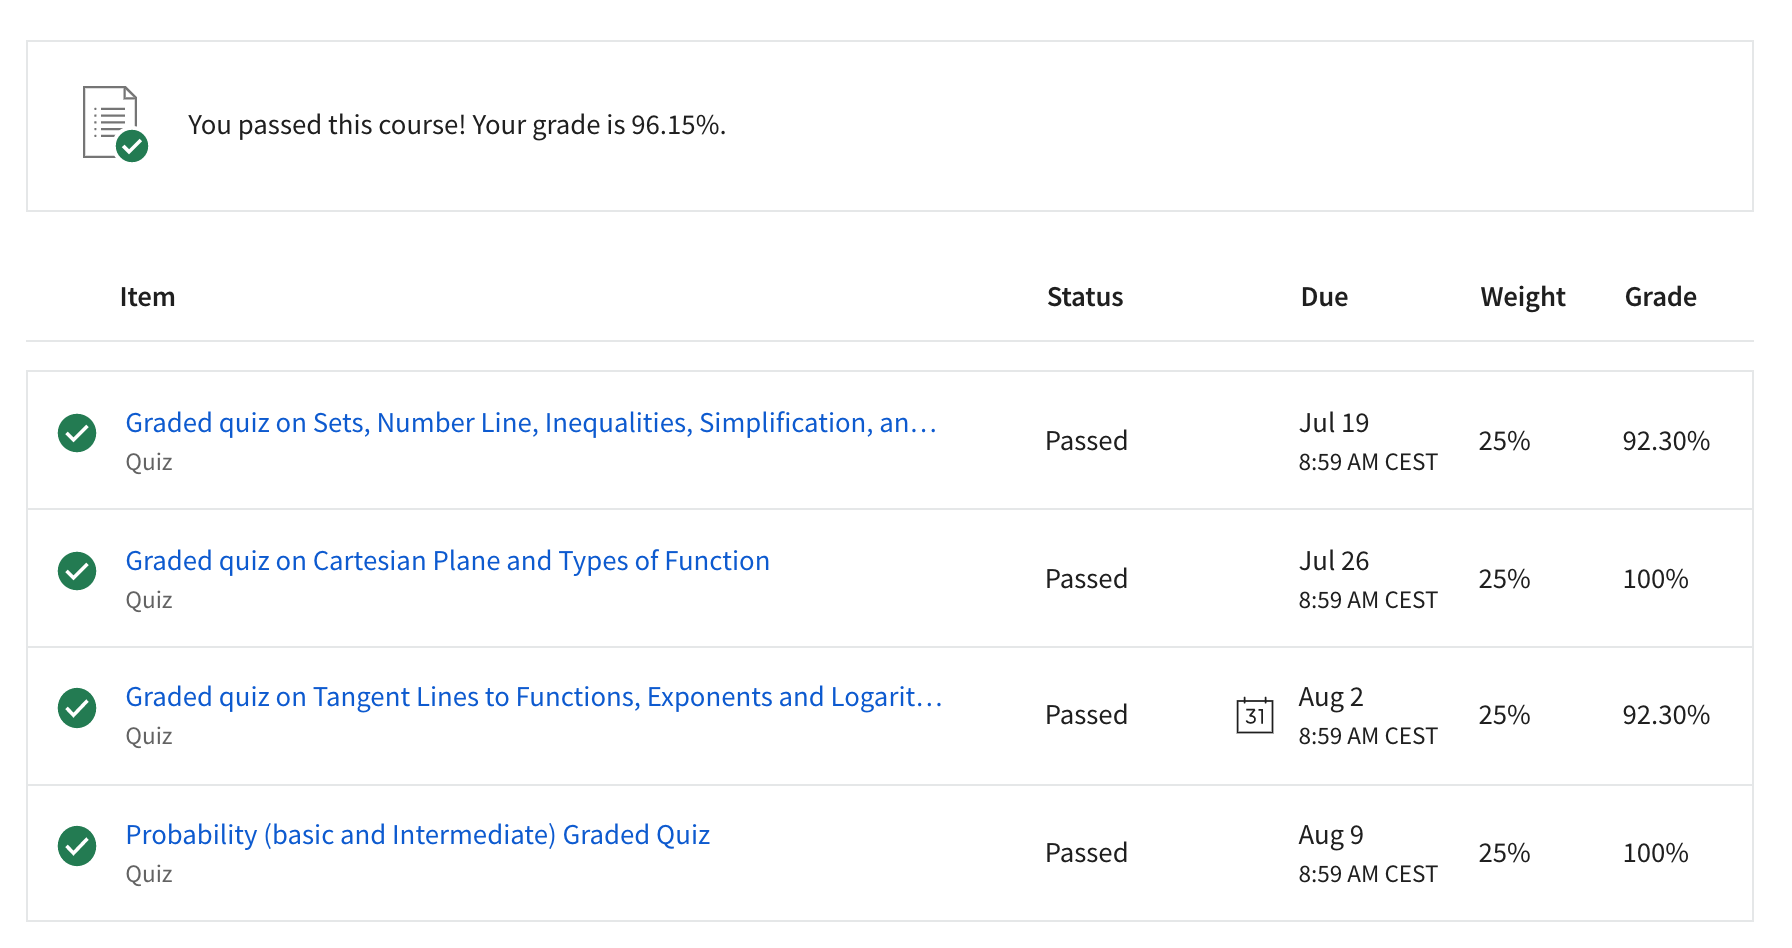 You passed this course! Your grade is 96.15%.
Item Status Due Weight Grade
Graded quiz on Sets, Number Line, Inequalities, Simplification, an…
Quiz
Passed
Jul 19
8:59 AM CEST
25%
92.30%
Graded quiz on Cartesian Plane and Types of Function
Quiz
Passed
Jul 26
8:59 AM CEST
25%
100%
Graded quiz on Tangent Lines to Functions, Exponents and Logarit…
Quiz
Passed
31
Aug 2
8:59 AM CEST
25%
92.30%
Probability (basic and Intermediate) Graded Quiz
Quiz
Passed
Aug 9
8:59 AM CEST
25%
100%